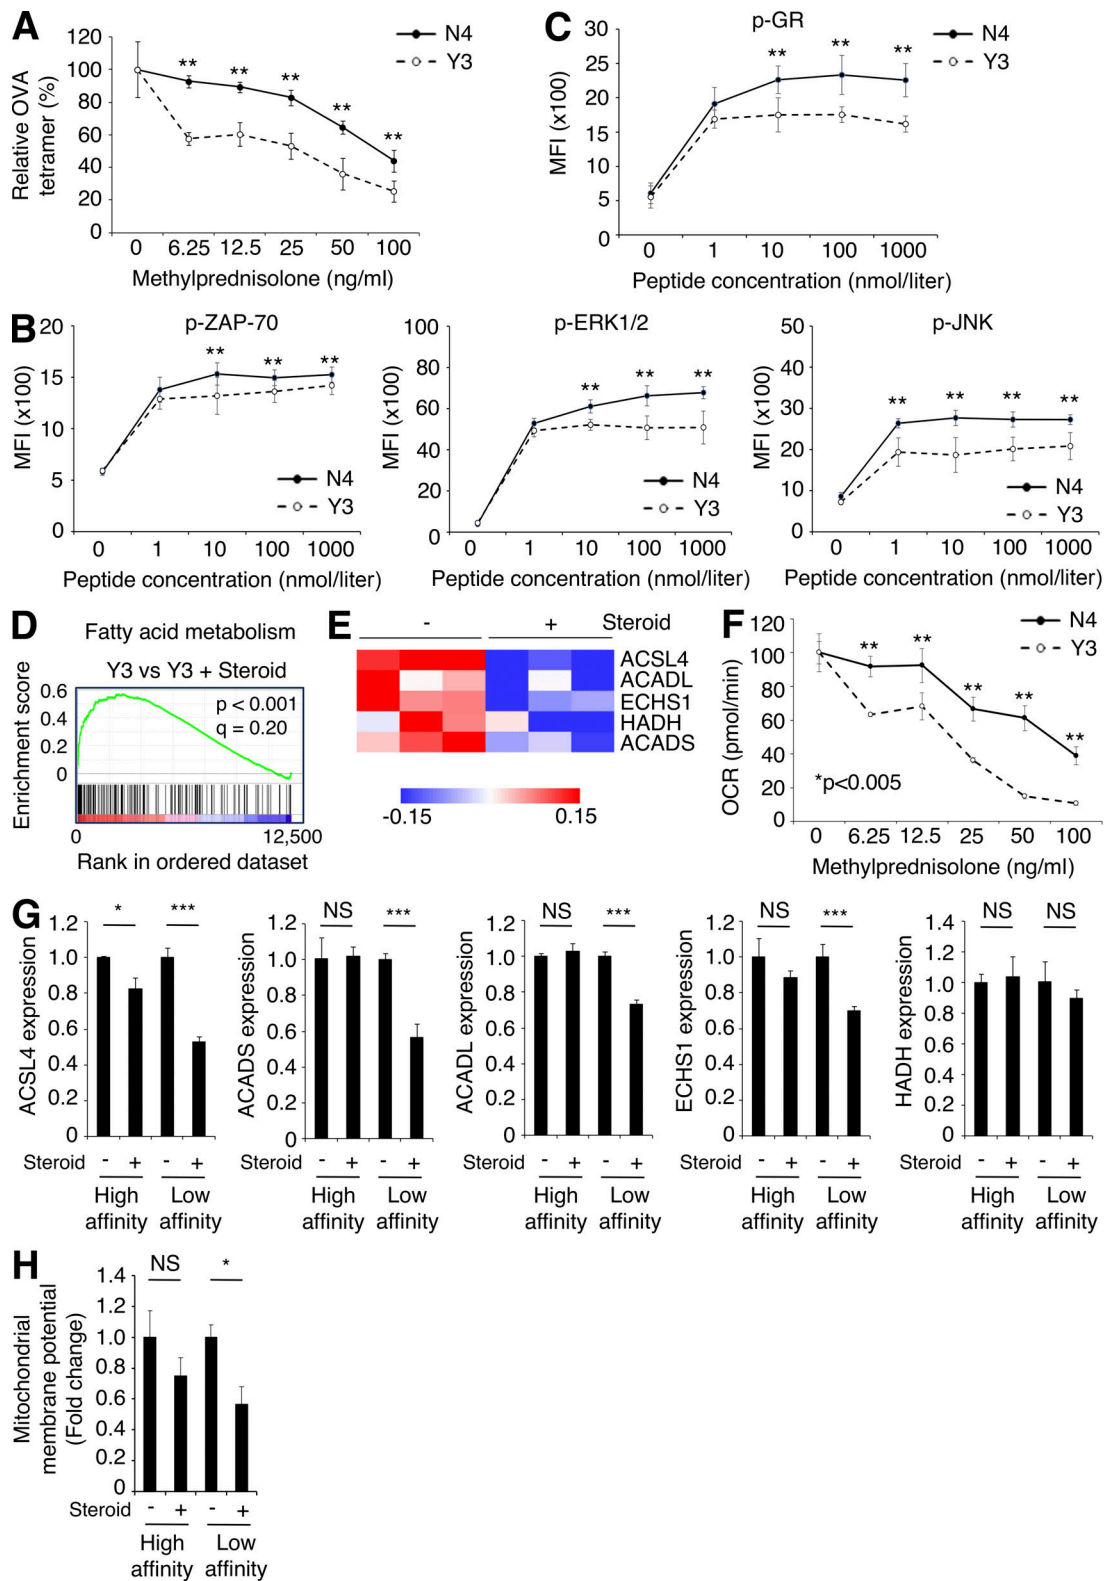 A
120
100
80
60
40
20
0
Relative OVA
tetramer (%)
N4
Y3
** ** ** ** **
0 6.25 12.5 25 50 100
Methylprednisolone (ng/ml)
C
p-GR
30
25
20
15
10
5
0
MFI (x100)
N4
Y3
** ** **
0 1 10 100 1000
Peptide concentration (nmol/liter)
B
p-ZAP-70
20
15
10
5
0
MFI (x100)
** ** **
N4
Y3
0 1 10 100 1000
Peptide concentration (nmol/liter)
p-ERK1/2
100
80
60
40
20
0
MFI (x100)
** ** **
N4
Y3
0 1 10 100 1000
Peptide concentration (nmol/liter)
p-JNK
50
40
30
20
10
0
MFI (x100)
** ** ** **
N4
Y3
0 1 10 100 1000
Peptide concentration (nmol/liter)
D
Fatty acid metabolism
Y3 vs Y3 + Steroid
Enrichment score
0.6
0.4
0.2
0
p < 0.001
q = 0.20
0 12,500
Rank in ordered dataset
E
- + Steroid
ACSL4
ACADL
ECHS1
HADH
ACADS
-0.15 0.15
F
120
100
80
60
40
20
0
OCR (pmol/min)
N4
Y3
** ** ** ** **
*p<0.005
0 6.25 12.5 25 50 100
Methylprednisolone (ng/ml)
G
ACSL4 expression
1.2
1.0
0.8
0.6
0.4
0.2
0
* ***
Steroid - + - +
High Low
affinity affinity
ACADS expression
1.2
1.0
0.8
0.6
0.4
0.2
0
NS ***
Steroid - + - +
High Low
affinity affinity
ACADL expression
1.2
1.0
0.8
0.6
0.4
0.2
0
NS ***
Steroid - + - +
High Low
affinity affinity
ECHS1 expression
1.2
1.0
0.8
0.6
0.4
0.2
0
NS ***
Steroid - + - +
High Low
affinity affinity
HADH expression
1.4
1.2
1.0
0.8
0.6
0.4
0.2
0
NS NS
Steroid - + - +
High Low
affinity affinity
H
Mitochondrial
membrane potential
(Fold change)
1.4
1.2
1.0
0.8
0.6
0.4
0.2
0
NS *
Steroid - + - +
High Low
affinity affinity